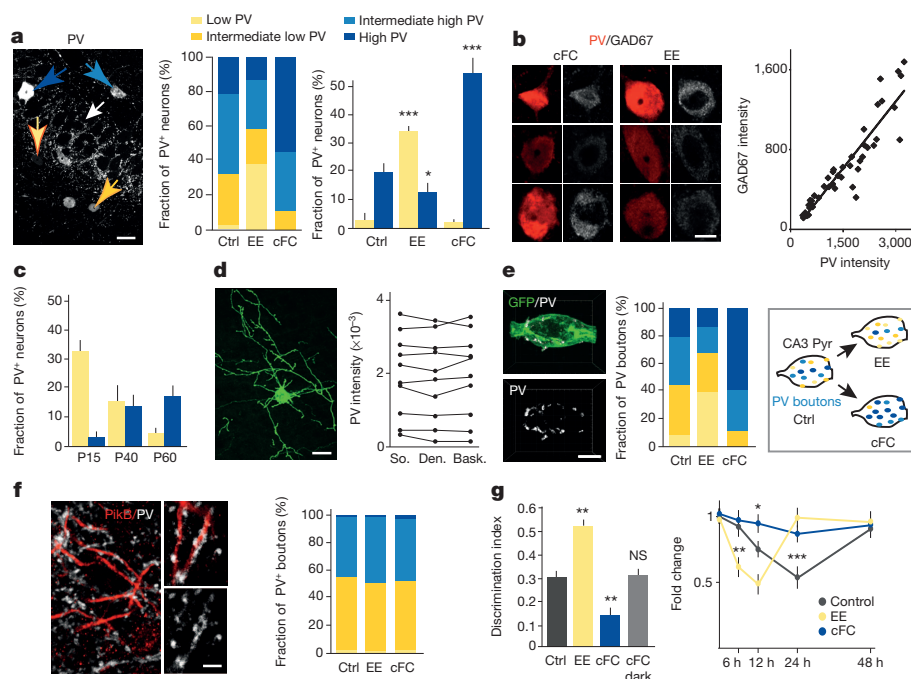 a
PV
Low PV
Intermediate low PV
Intermediate high PV
High PV
Fraction of PV+ neurons (%)
100
80
60
40
20
0
Ctrl EE cFC
Fraction of PV+ neurons (%)
50
40
30
20
10
0
***
*
***
Ctrl EE cFC
b
PV/GAD67
cFC EE
GAD67 intensity
1,600
800
0
0 1,500 3,000
PV intensity
c
Fraction of PV+ neurons (%)
60
40
20
0
P15 P40 P60
d
PV intensity (×10−3)
4
2
0
So. Den. Bask.
e
GFP/PV
PV
Fraction of PV boutons (%)
100
80
60
40
20
0
Ctrl EE cFC
CA3 Pyr
EE
PV boutons
Ctrl
cFC
f
PikB/PV
Fraction of PV+ boutons (%)
100
80
60
40
20
0
Ctrl EE cFC
g
Discrimination index
0.6
0.5
0.4
0.3
0.2
0.3
**
**
NS
Ctrl EE cFC cFC
dark
Fold change
1
0.5
**
*
***
Control
EE
cFC
6 h 12 h 24 h 48 h